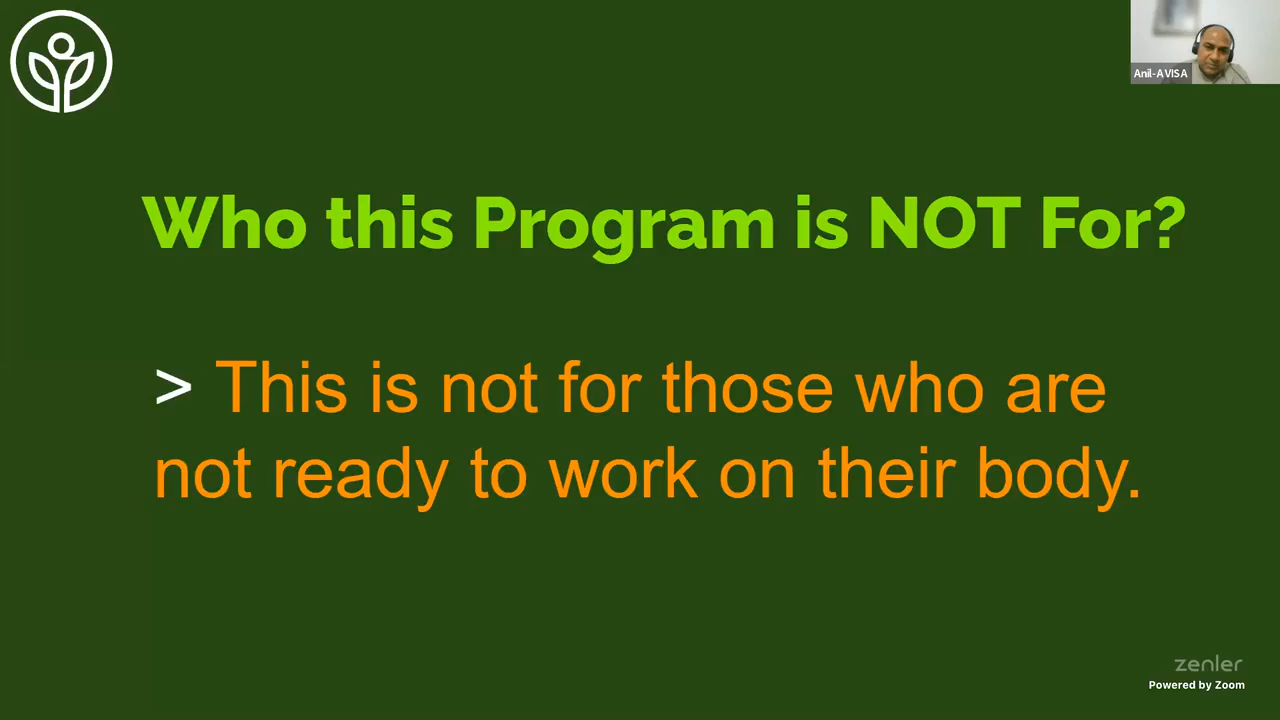 Anil-AVISA
Who this Program is NOT For?
> This is not for those who are
not ready to work on their body.
zenler
Powered by Zoom